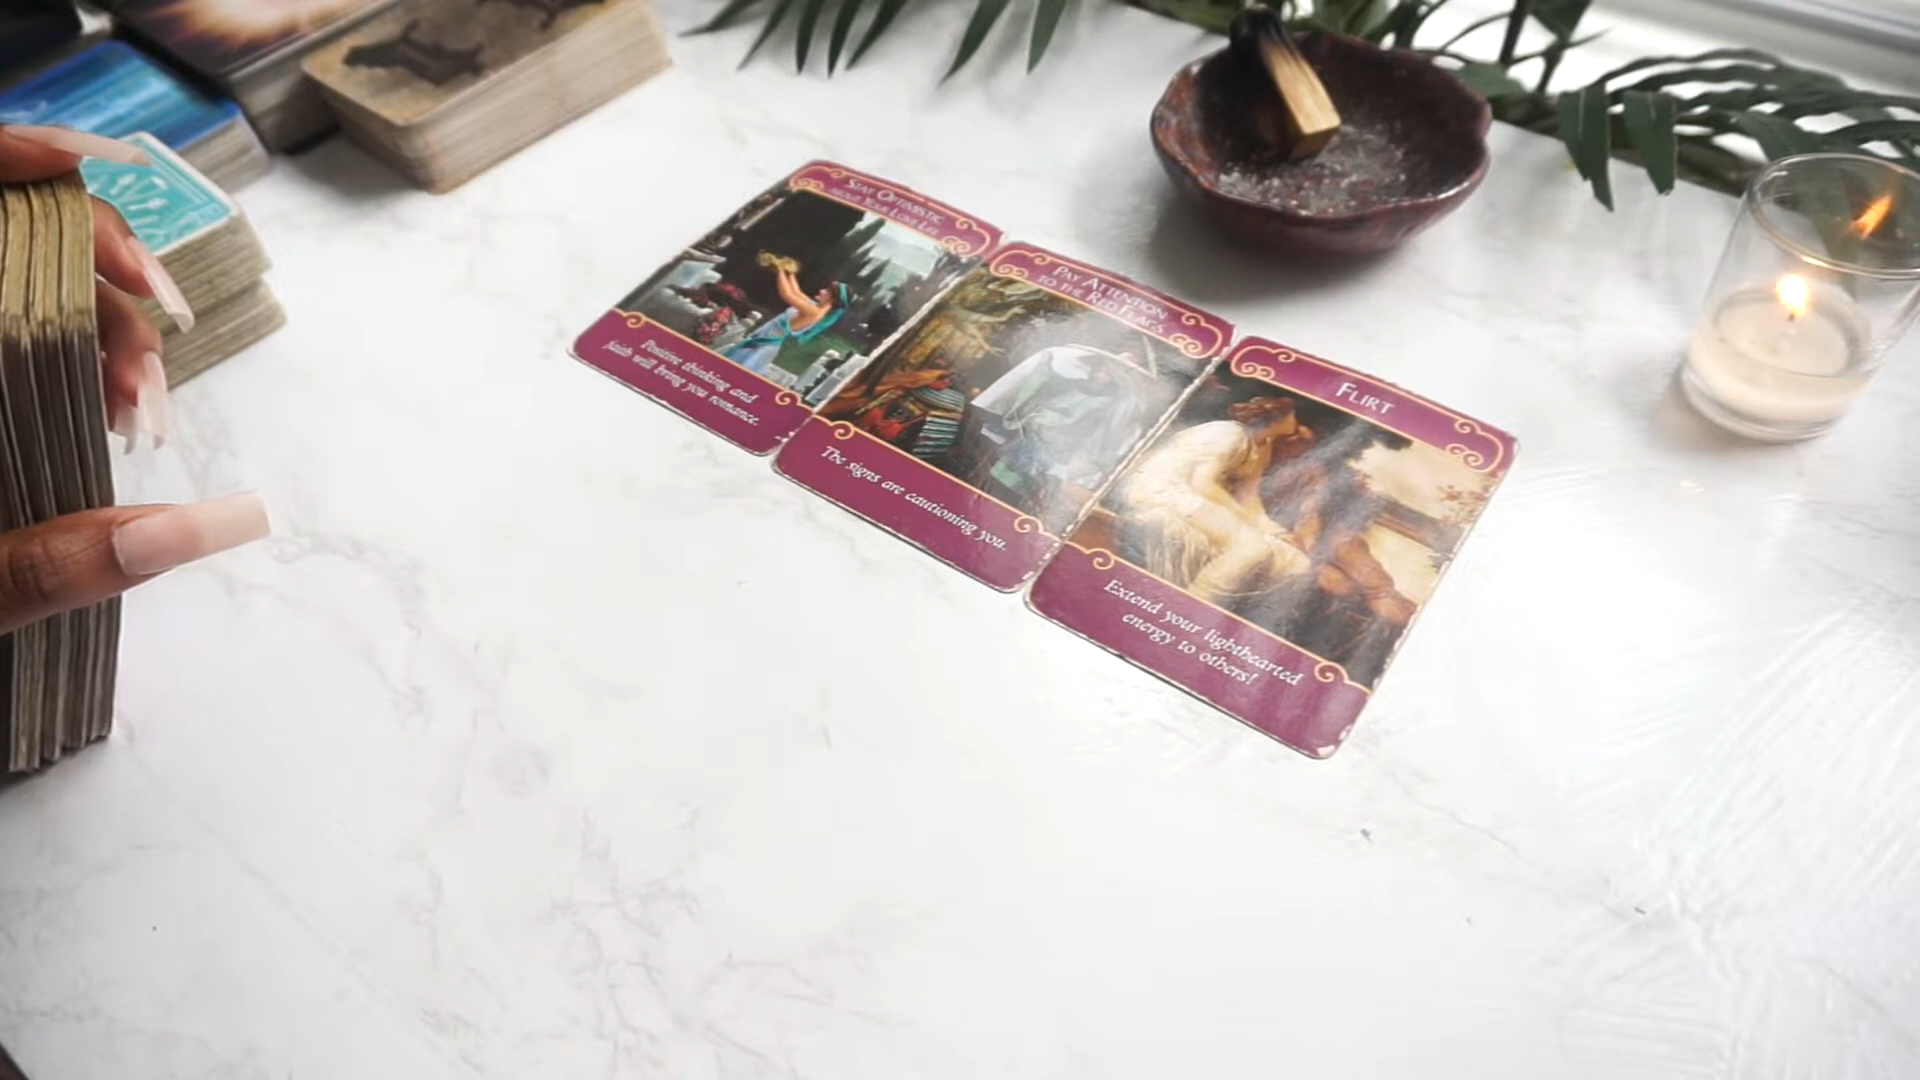 STAY OPTIMISTIC
ABOUT YOUR LOVE LIFE
Positive thinking and
faith will bring you romance.
PAY ATTENTION
TO THE RED FLAGS
The signs are cautioning you.
FLIRT
Extend your lighthearted
energy to others!